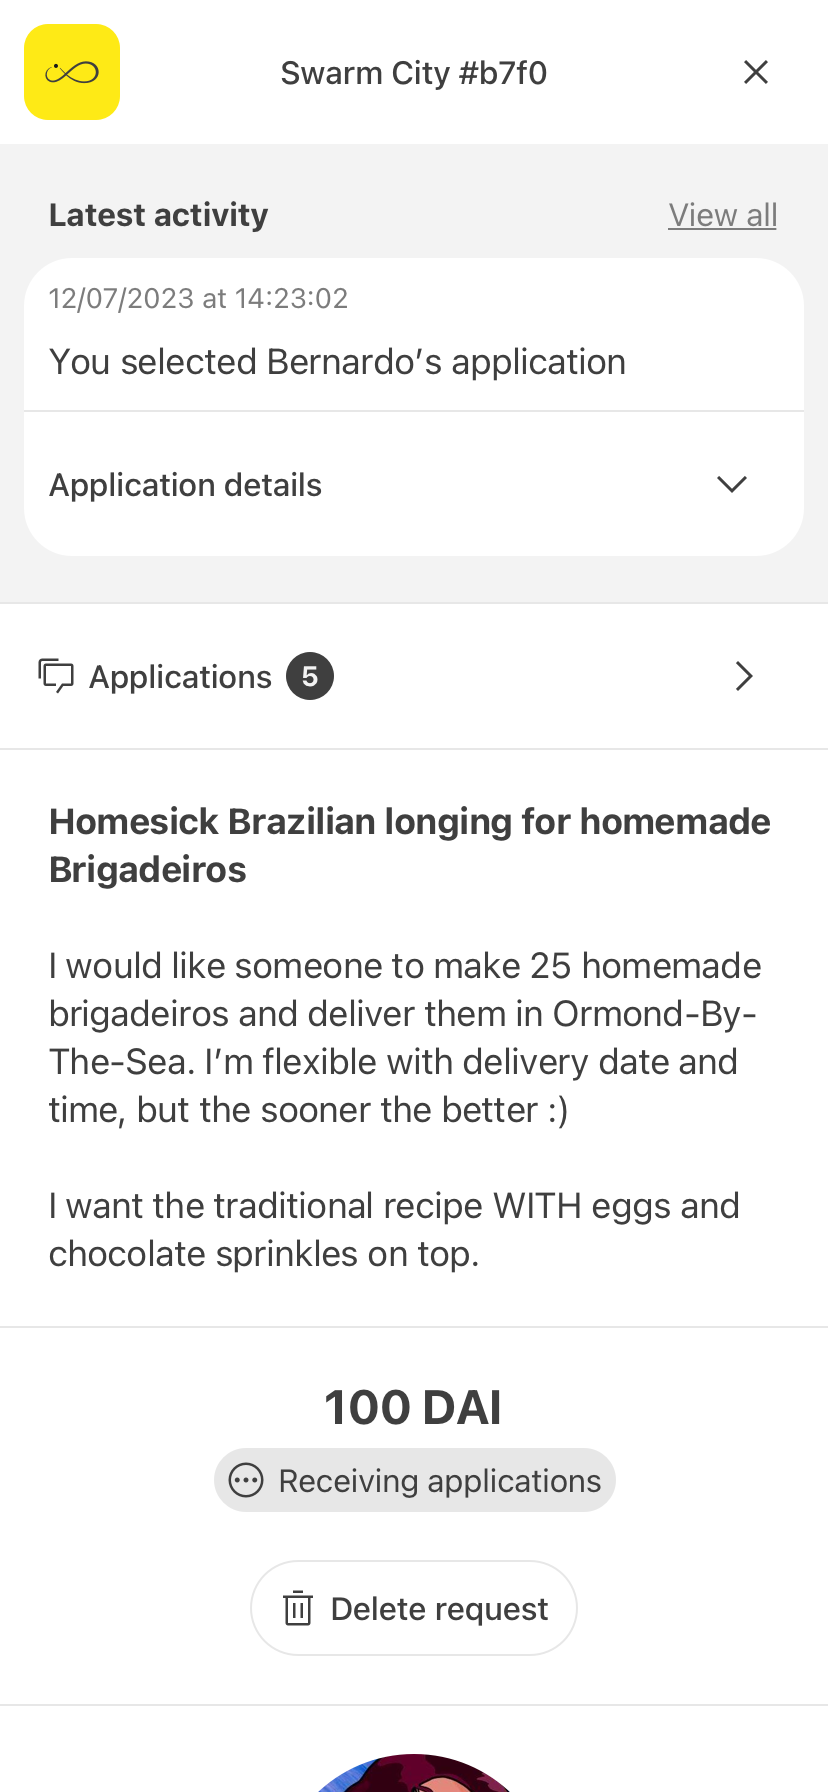 Swarm City #b7f0
Latest activity
View all
12/07/2023 at 14:23:02
You selected Bernardo’s application
Application details
Applications 5
Homesick Brazilian longing for homemade
Brigadeiros
I would like someone to make 25 homemade
brigadeiros and deliver them in Ormond-By-
The-Sea. I’m flexible with delivery date and
time, but the sooner the better :)
I want the traditional recipe WITH eggs and
chocolate sprinkles on top.
100 DAI
Receiving applications
Delete request